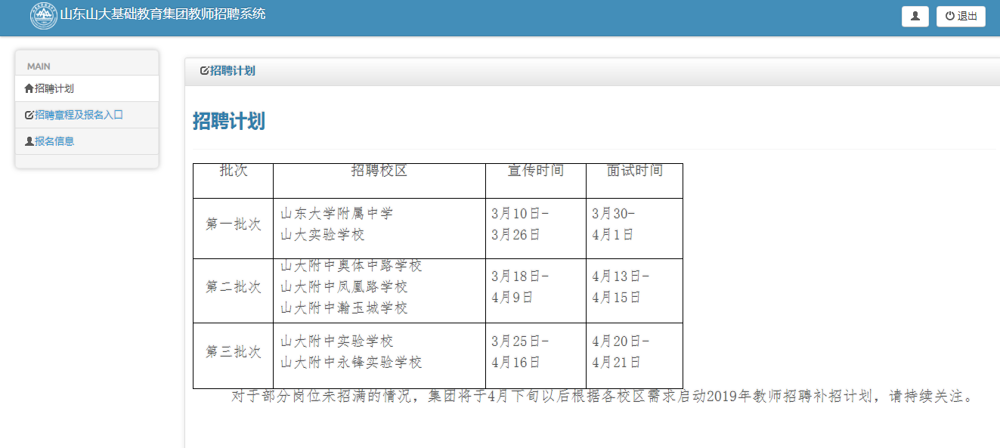 山东山大基础教育集团教师招聘系统
退出
MAIN
招聘计划
招聘章程及报名入口
报名信息
招聘计划
招聘计划
批次 招聘校区 宣传时间 面试时间
第一批次
山东大学附属中学
山大实验学校
3月10日-
3月26日
3月30-
4月1日
第二批次
山大附中奥体中路学校
山大附中凤凰路学校
山大附中瀚玉城学校
3月18日-
4月9日
4月13日-
4月15日
第三批次
山大附中实验学校
山大附中永锋实验学校
3月25日-
4月16日
4月20日-
4月21日
对于部分岗位未招满的情况，集团将于4月下旬以后根据各校区需求启动2019年教师招聘补招计划，请持续关注。